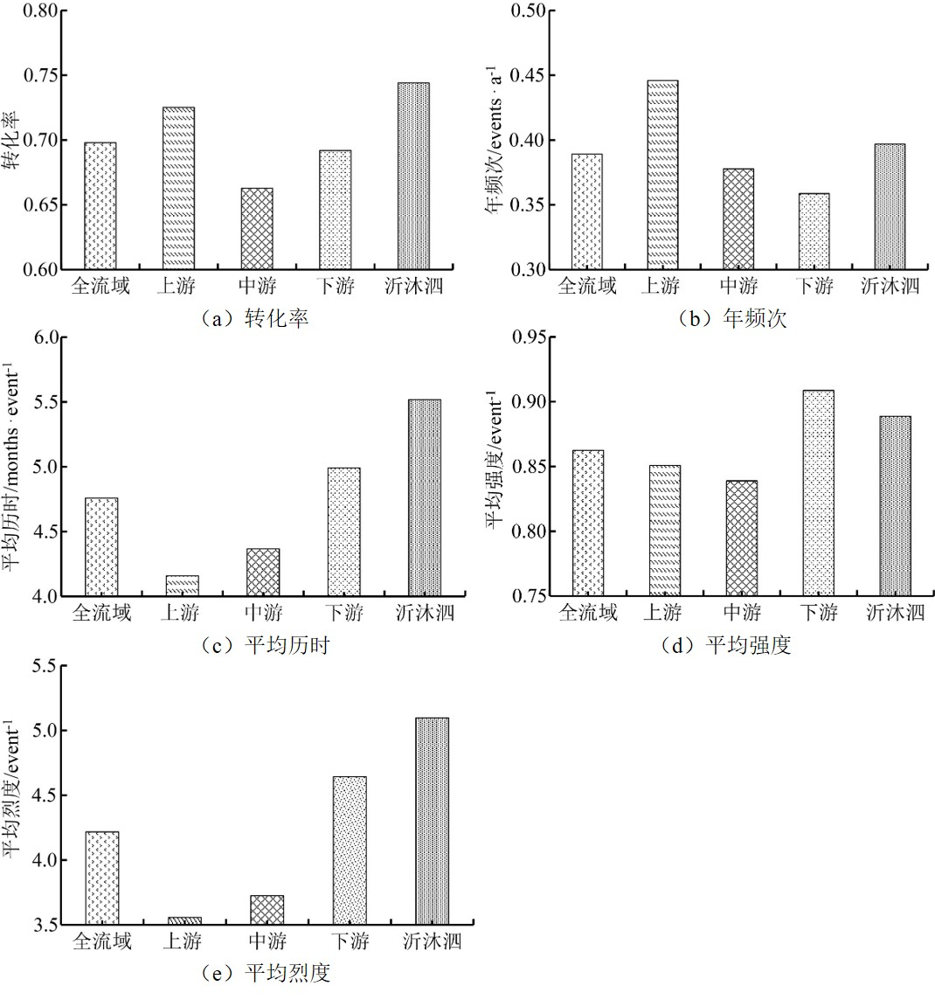 0.80
0.75
0.70
0.65
0.60
转化率
全流域 上游 中游 下游 沂沭泗
（a）转化率
0.50
0.45
0.40
0.35
0.30
年频次/events · a-1
全流域 上游 中游 下游 沂沭泗
（b）年频次
6.0
5.5
5.0
4.5
4.0
平均历时/months · event-1
全流域 上游 中游 下游 沂沭泗
（c）平均历时
0.95
0.90
0.85
0.80
0.75
平均强度/event-1
全流域 上游 中游 下游 沂沭泗
（d）平均强度
5.5
5.0
4.5
4.0
3.5
平均烈度/event-1
全流域 上游 中游 下游 沂沭泗
（e）平均烈度